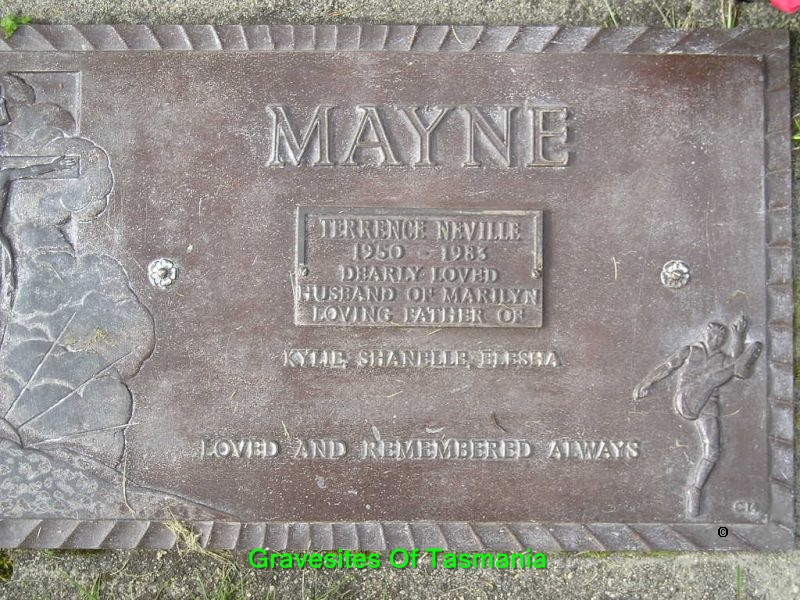 MAYNE
TERRENCE NEVILLE
1950 - 1983
DEARLY LOVED
HUSBAND OF MARILYN
LOVING FATHER OF
KYLIE, SHANELLE, ELESHA
LOVED AND REMEMBERED ALWAYS
©
Gravesites Of Tasmania